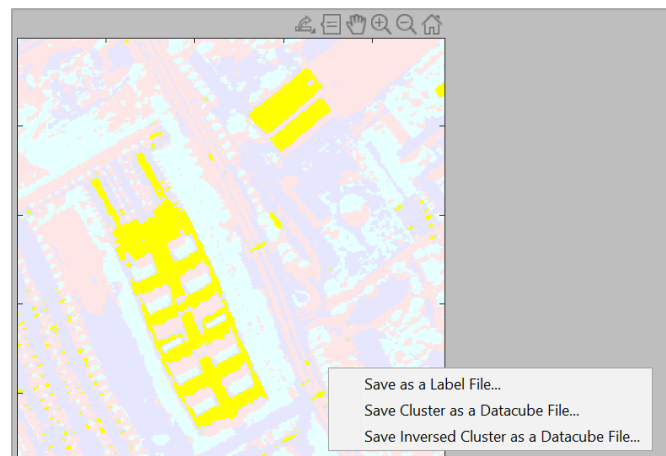 Save as a Label File...
Save Cluster as a Datacube File...
Save Inversed Cluster as a Datacube File...